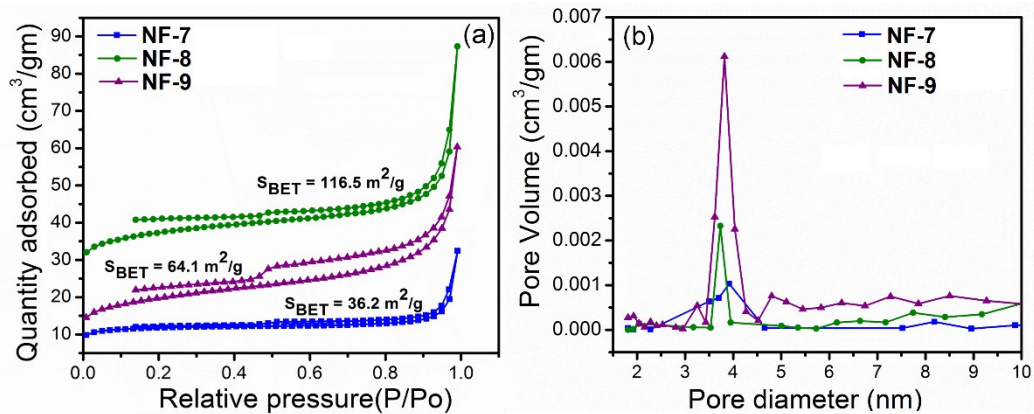 (a)
NF-7
NF-8
NF-9
S_BET = 116.5 m²/g
S_BET = 64.1 m²/g
S_BET = 36.2 m²/g
Quantity adsorbed (cm³/gm)
90
80
70
60
50
40
30
20
10
0.0 0.2 0.4 0.6 0.8 1.0
Relative pressure(P/Po)
(b)
NF-7
NF-8
NF-9
Pore Volume (cm³/gm)
0.007
0.006
0.005
0.004
0.003
0.002
0.001
0.000
2 3 4 5 6 7 8 9 10
Pore diameter (nm)